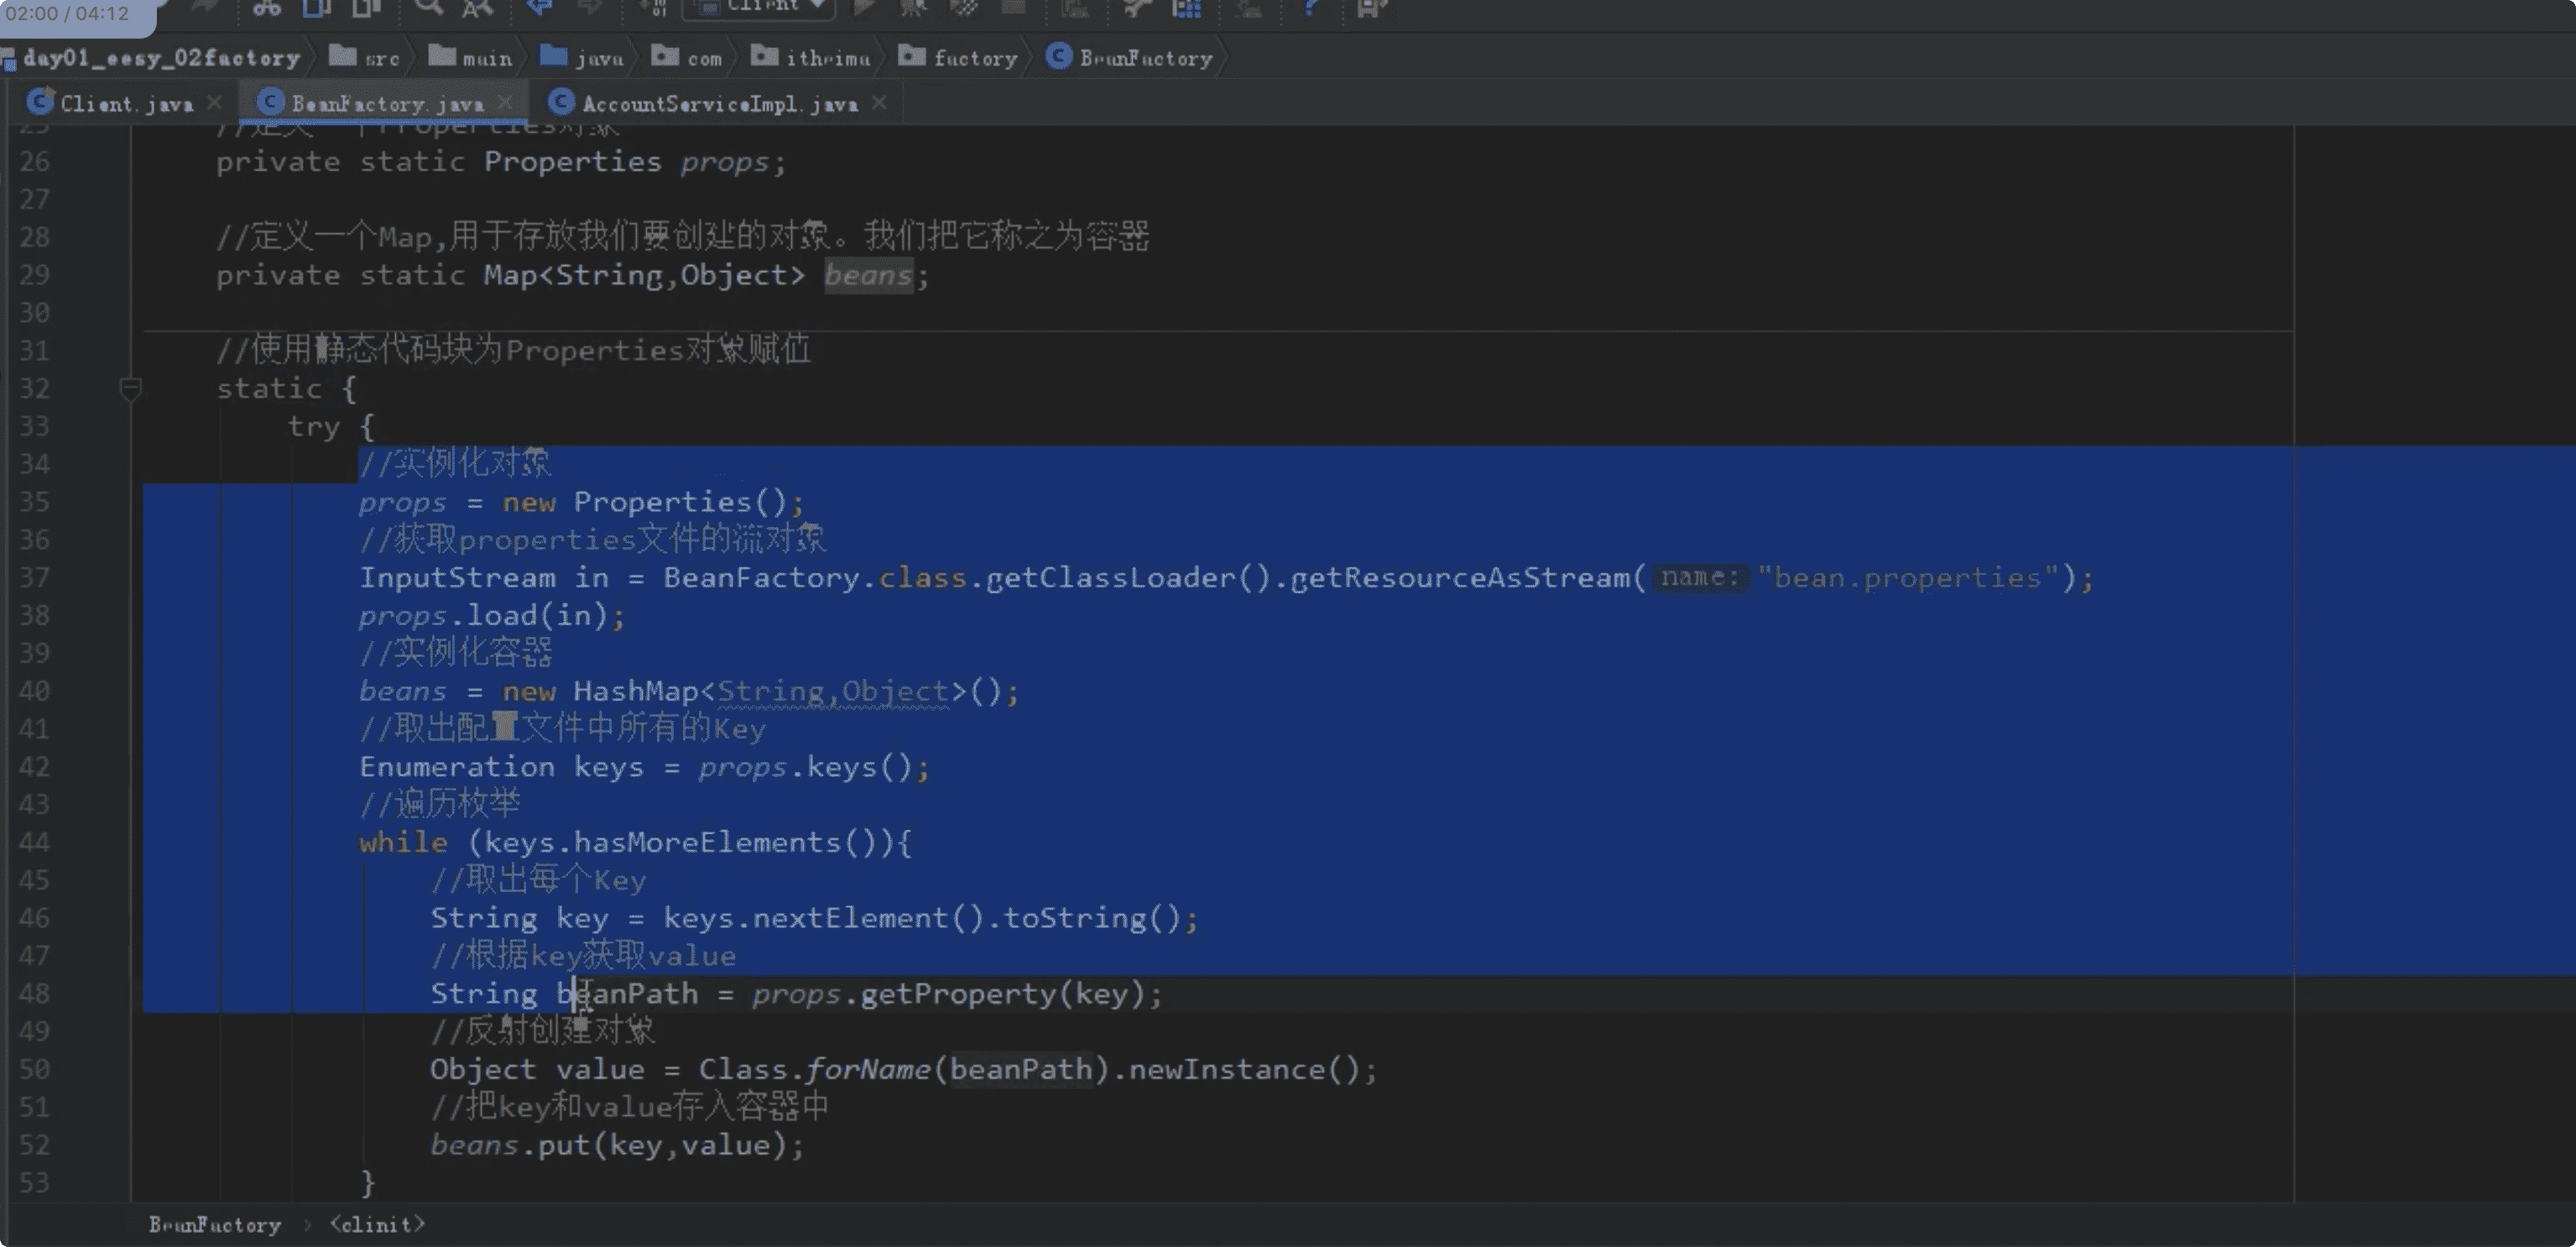 02:00 / 04:12
Client
day01_eesy_02factory src main java com itheima factory BeanFactory
Client.java BeanFactory.java AccountServiceImpl.java
25 //定义一个Properties对象
26 private static Properties props;
27
28 //定义一个Map,用于存放我们要创建的对象。我们把它称之为容器
29 private static Map<String,Object> beans;
30
31 //使用静态代码块为Properties对象赋值
32 static {
33 try {
34 //实例化对象
35 props = new Properties();
36 //获取properties文件的流对象
37 InputStream in = BeanFactory.class.getClassLoader().getResourceAsStream( name: "bean.properties");
38 props.load(in);
39 //实例化容器
40 beans = new HashMap<String,Object>();
41 //取出配置文件中所有的Key
42 Enumeration keys = props.keys();
43 //遍历枚举
44 while (keys.hasMoreElements()){
45 //取出每个Key
46 String key = keys.nextElement().toString();
47 //根据key获取value
48 String beanPath = props.getProperty(key);
49 //反射创建对象
50 Object value = Class.forName(beanPath).newInstance();
51 //把key和value存入容器中
52 beans.put(key,value);
53 }
BeanFactory › <clinit>